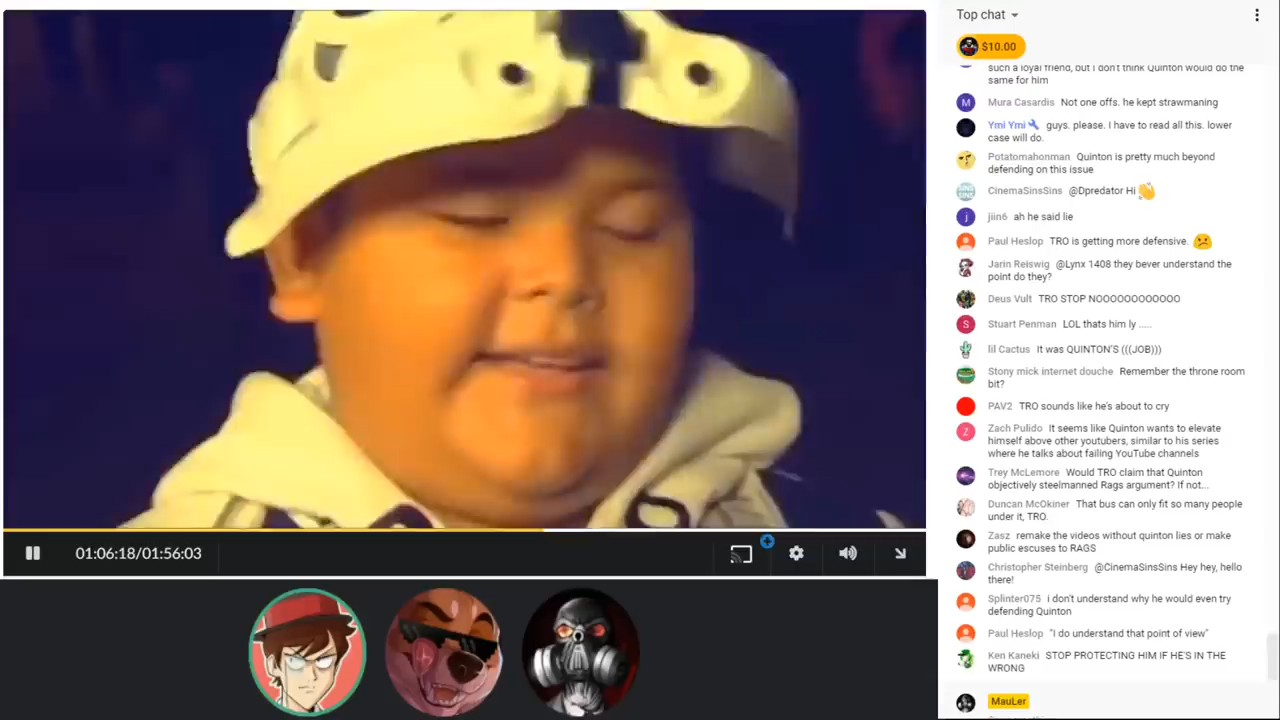 Top chat
$10.00
such a loyal friend, but I don't think Quinton would do the
same for him
Mura Casardis Not one offs. he kept strawmaning
Ymi Ymi guys. please. I have to read all this. lower
case will do.
Potatomahonman Quinton is pretty much beyond
defending on this issue
CinemaSinsSins @Dpredator Hi
jiin6 ah he said lie
Paul Heslop TRO is getting more defensive.
Jarin Reiswig @Lynx 1408 they bever understand the
point do they?
Deus Vult TRO STOP NOOOOOOOOOOOO
Stuart Penman LOL thats him ly .....
lil Cactus It was QUINTON'S (((JOB)))
Stony mick internet douche Remember the throne room
bit?
PAV2 TRO sounds like he's about to cry
Zach Pulido It seems like Quinton wants to elevate
himself above other youtubers, similar to his series
where he talks about failing YouTube channels
Trey McLemore Would TRO claim that Quinton
objectively steelmanned Rags argument? If not...
Duncan McOkiner That bus can only fit so many people
under it, TRO.
Zasz remake the videos without quinton lies or make
public escuses to RAGS
Christopher Steinberg @CinemaSinsSins Hey hey, hello
there!
Splinter075 i don't understand why he would even try
defending Quinton
Paul Heslop "I do understand that point of view"
Ken Kaneki STOP PROTECTING HIM IF HE'S IN THE
WRONG
MauLer
01:06:18/01:56:03